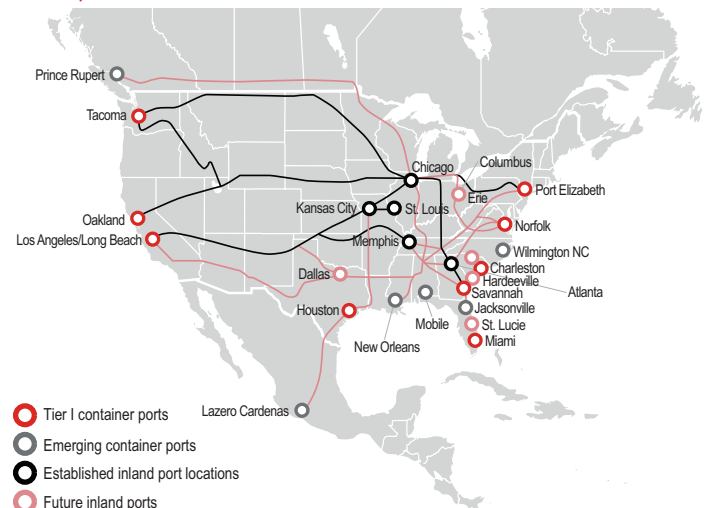 Prince Rupert
Tacoma
Chicago
Columbus
Erie
Port Elizabeth
Kansas City
St. Louis
Oakland
Norfolk
Los Angeles/Long Beach
Memphis
Wilmington NC
Charleston
Dallas
Hardeeville
Savannah
Atlanta
Houston
Jacksonville
Mobile
St. Lucie
New Orleans
Miami
Lazero Cardenas
Tier I container ports
Emerging container ports
Established inland port locations
Future inland ports